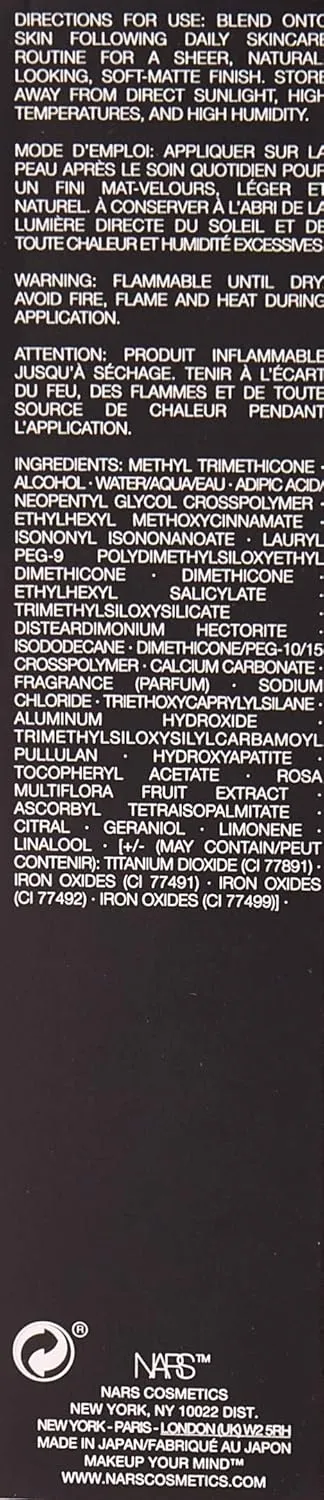 DIRECTIONS FOR USE: BLEND ONTO
SKIN FOLLOWING DAILY SKINCARE
ROUTINE FOR A SHEER, NATURAL
LOOKING, SOFT-MATTE FINISH. STORE
AWAY FROM DIRECT SUNLIGHT, HIGH
TEMPERATURES, AND HIGH HUMIDITY.
MODE D'EMPLOI: APPLIQUER SUR LA
PEAU APRÈS LE SOIN QUOTIDIEN POUR
UN FINI MAT-VELOURS, LÉGER ET
NATUREL. À CONSERVER À L'ABRI DE LA
LUMIÈRE DIRECTE DU SOLEIL ET DE
TOUTE CHALEUR ET HUMIDITÉ EXCESSIVES
WARNING: FLAMMABLE UNTIL DRY
AVOID FIRE, FLAME AND HEAT DURING
APPLICATION.
ATTENTION: PRODUIT INFLAMMABLE
JUSQU'À SÉCHAGE. TENIR À L'ÉCART
DU FEU, DES FLAMMES ET DE TOUTE
SOURCE DE CHALEUR PENDANT
L'APPLICATION.
INGREDIENTS: METHYL TRIMETHICONE ·
ALCOHOL · WATER/AQUA/EAU · ADIPIC ACID/
NEOPENTYL GLYCOL CROSSPOLYMER ·
ETHYLHEXYL METHOXYCINNAMATE ·
ISONONYL ISONONANOATE · LAURYL
PEG-9 POLYDIMETHYLSILOXYETHYL
DIMETHICONE · DIMETHICONE ·
ETHYLHEXYL SALICYLATE ·
TRIMETHYLSILOXYSILICATE ·
DISTEARDIMONIUM HECTORITE ·
ISODODECANE · DIMETHICONE/PEG-10/15
CROSSPOLYMER · CALCIUM CARBONATE ·
FRAGRANCE (PARFUM) · SODIUM
CHLORIDE · TRIETHOXYCAPRYLYLSILANE ·
ALUMINUM HYDROXIDE ·
TRIMETHYLSILOXYSILYLCARBAMOYL
PULLULAN · HYDROXYAPATITE ·
TOCOPHERYL ACETATE · ROSA
MULTIFLORA FRUIT EXTRACT ·
ASCORBYL TETRAISOPALMITATE ·
CITRAL · GERANIOL · LIMONENE ·
LINALOOL · [+/- (MAY CONTAIN/PEUT
CONTENIR): TITANIUM DIOXIDE (CI 77891) ·
IRON OXIDES (CI 77491) · IRON OXIDES
(CI 77492) · IRON OXIDES (CI 77499)] ·
®
NARS™
NARS COSMETICS
NEW YORK, NY 10022 DIST.
NEW YORK - PARIS - LONDON (UK) W2 5RH
MADE IN JAPAN/FABRIQUÉ AU JAPON
MAKEUP YOUR MIND™
WWW.NARSCOSMETICS.COM